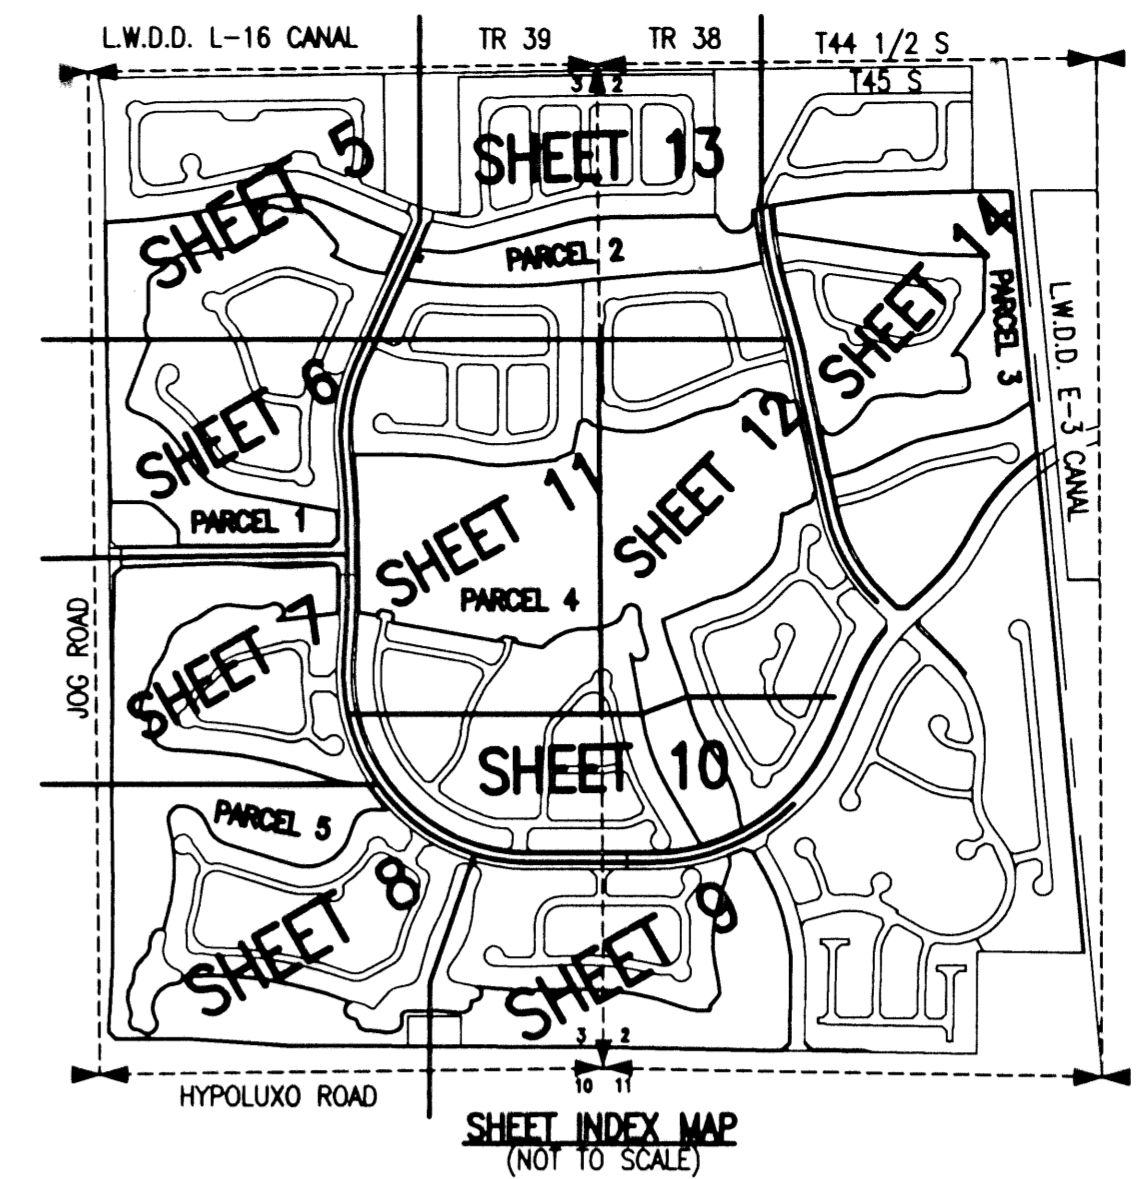 L.W.D.D. L-16 CANAL
TR 39
TR 38
T44 1/2 S
T45 S
3 2
SHEET 5
SHEET 13
SHEET 14
PARCEL 2
PARCEL 3
L.W.D.D. E-3 CANAL
SHEET 6
SHEET 11
SHEET 12
PARCEL 1
PARCEL 4
JOG ROAD
SHEET 7
SHEET 10
PARCEL 5
SHEET 8
SHEET 9
3 2
10 11
HYPOLUXO ROAD
SHEET INDEX MAP
(NOT TO SCALE)